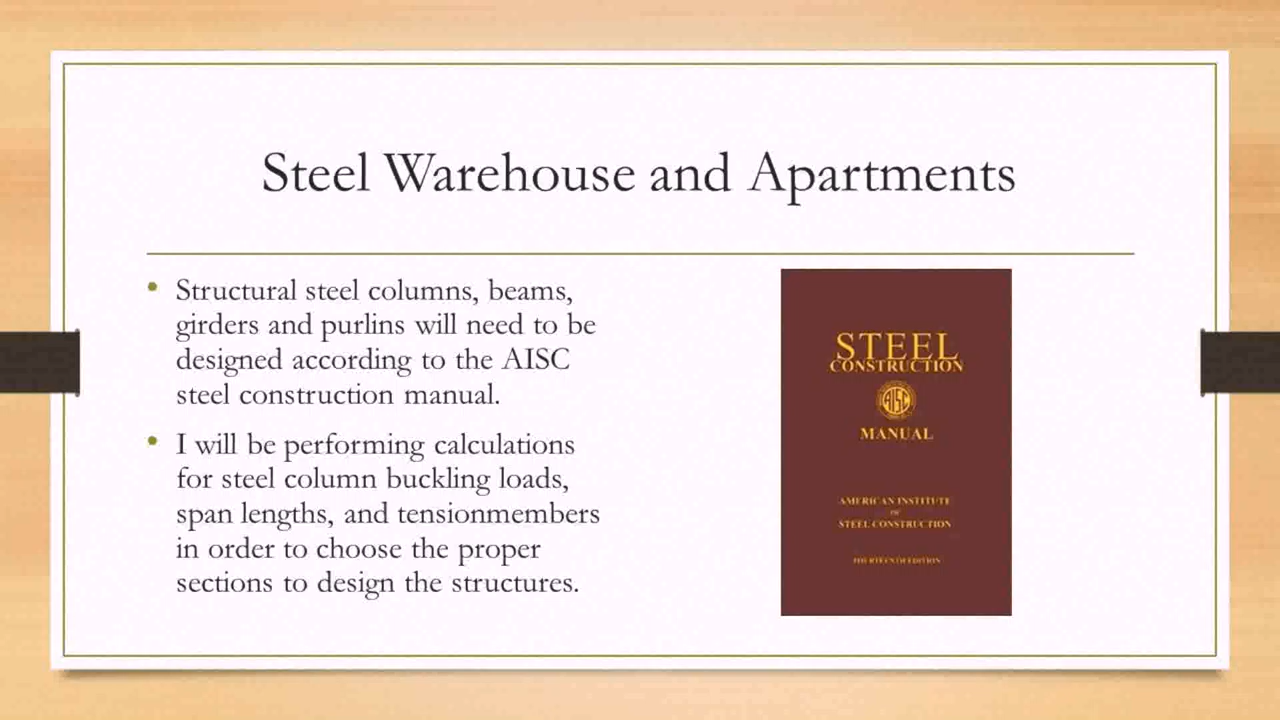 Steel Warehouse and Apartments
• Structural steel columns, beams,
girders and purlins will need to be
designed according to the AISC
steel construction manual.
• I will be performing calculations
for steel column buckling loads,
span lengths, and tensionmembers
in order to choose the proper
sections to design the structures.
STEEL
CONSTRUCTION
AISC
MANUAL
AMERICAN INSTITUTE
OF
STEEL CONSTRUCTION
FOURTEENTH EDITION